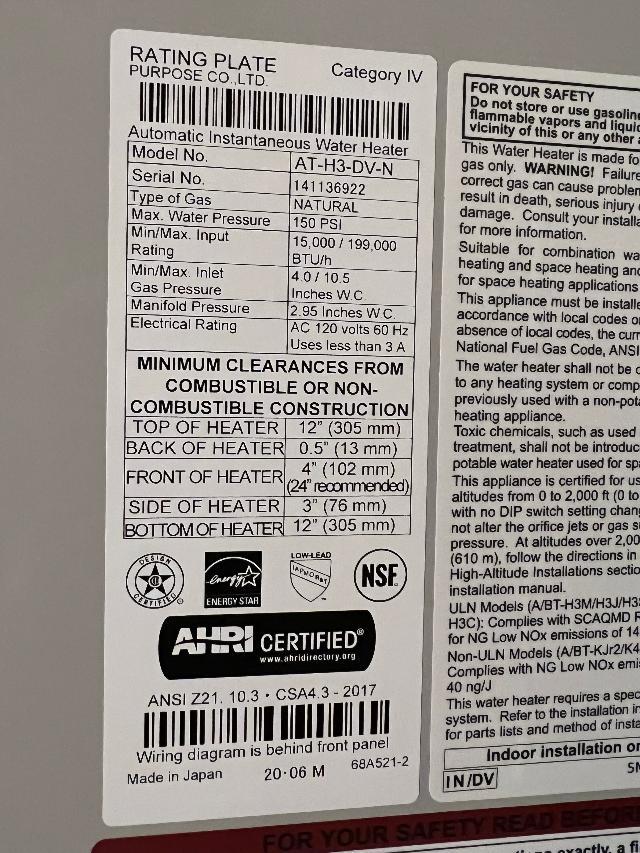 RATING PLATE
PURPOSE CO.,LTD.
Category IV
Automatic Instantaneous Water Heater
Model No. AT-H3-DV-N
Serial No. 141136922
Type of Gas NATURAL
Max. Water Pressure 150 PSI
Min/Max. Input 15,000 / 199,000
Rating BTU/h
Min/Max. Inlet 4.0 / 10.5
Gas Pressure Inches W.C.
Manifold Pressure 2.95 Inches W.C.
Electrical Rating AC 120 volts 60 Hz
Uses less than 3 A
MINIMUM CLEARANCES FROM
COMBUSTIBLE OR NON-
COMBUSTIBLE CONSTRUCTION
TOP OF HEATER 12" (305 mm)
BACK OF HEATER 0.5" (13 mm)
FRONT OF HEATER 4" (102 mm)
(24" recommended)
SIDE OF HEATER 3" (76 mm)
BOTTOM OF HEATER 12" (305 mm)
DESIGN
CERTIFIED
energy
ENERGY STAR
LOW-LEAD
NSF
AHRI CERTIFIED®
www.ahridirectory.org
ANSI Z21. 10.3 · CSA4.3 - 2017
Wiring diagram is behind front panel
Made in Japan 20·06 M 68A521-2
FOR YOUR SAFETY
Do not store or use gasoline
flammable vapors and liqui
vicinity of this or any other
This Water Heater is made fo
gas only. WARNING! Failure
correct gas can cause problem
result in death, serious injury
damage. Consult your installa
for more information.
Suitable for combination wa
heating and space heating and
for space heating applications
This appliance must be installe
accordance with local codes o
absence of local codes, the curr
National Fuel Gas Code, ANSI
The water heater shall not be c
to any heating system or comp
previously used with a non-pota
heating appliance.
Toxic chemicals, such as used
treatment, shall not be introduc
potable water heater used for spa
This appliance is certified for us
altitudes from 0 to 2,000 ft (0 to
with no DIP switch setting chang
not alter the orifice jets or gas s
pressure. At altitudes over 2,00
(610 m), follow the directions in
High-Altitude Installations sectio
installation manual.
ULN Models (A/BT-H3M/H3J/H3S
H3C): Complies with SCAQMD R
for NG Low NOx emissions of 14
Non-ULN Models (A/BT-KJr2/K4
Complies with NG Low NOx emis
40 ng/J
This water heater requires a spec
system. Refer to the installation in
for parts lists and method of insta
Indoor installation or
IN/DV
FOR YOUR SAFETY READ BEFOR
exactly, a fi